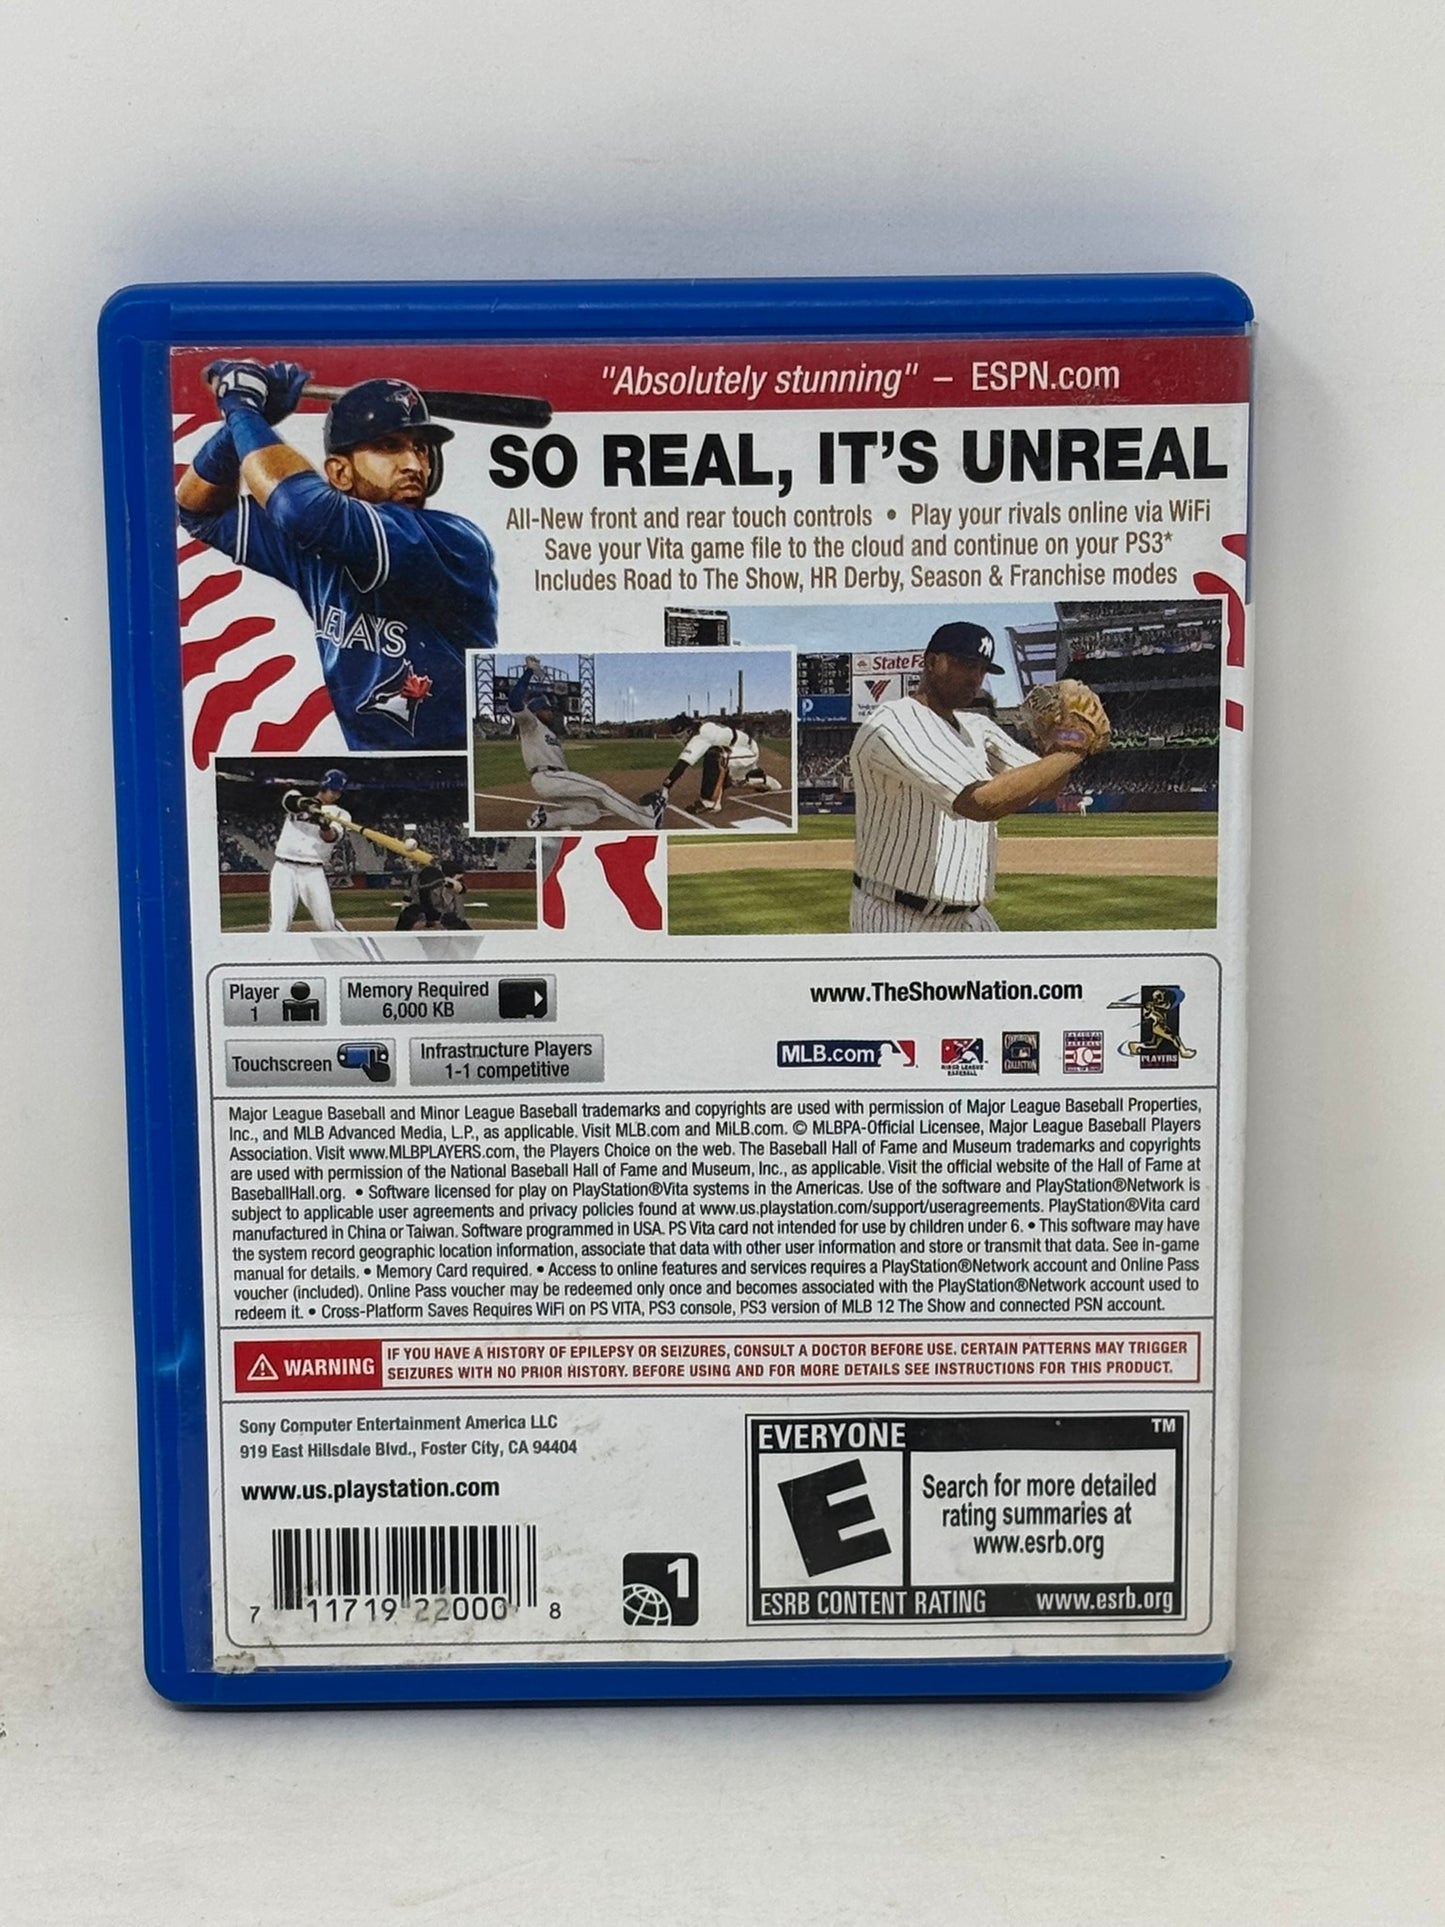 "Absolutely stunning" – ESPN.com
SO REAL, IT'S UNREAL
All-New front and rear touch controls • Play your rivals online via WiFi
Save your Vita game file to the cloud and continue on your PS3*
Includes Road to The Show, HR Derby, Season & Franchise modes
State Fa
Player
1
Memory Required
6,000 KB
www.TheShowNation.com
Touchscreen
Infrastructure Players
1-1 competitive
MLB.com
PLAYERS
Major League Baseball and Minor League Baseball trademarks and copyrights are used with permission of Major League Baseball Properties,
Inc., and MLB Advanced Media, L.P., as applicable. Visit MLB.com and MiLB.com. © MLBPA-Official Licensee, Major League Baseball Players
Association. Visit www.MLBPLAYERS.com, the Players Choice on the web. The Baseball Hall of Fame and Museum trademarks and copyrights
are used with permission of the National Baseball Hall of Fame and Museum, Inc., as applicable. Visit the official website of the Hall of Fame at
BaseballHall.org. • Software licensed for play on PlayStation®Vita systems in the Americas. Use of the software and PlayStation®Network is
subject to applicable user agreements and privacy policies found at www.us.playstation.com/support/useragreements. PlayStation®Vita card
manufactured in China or Taiwan. Software programmed in USA. PS Vita card not intended for use by children under 6. • This software may have
the system record geographic location information, associate that data with other user information and store or transmit that data. See in-game
manual for details. • Memory Card required. • Access to online features and services requires a PlayStation®Network account and Online Pass
voucher (included). Online Pass voucher may be redeemed only once and becomes associated with the PlayStation®Network account used to
redeem it. • Cross-Platform Saves Requires WiFi on PS VITA, PS3 console, PS3 version of MLB 12 The Show and connected PSN account.
WARNING
IF YOU HAVE A HISTORY OF EPILEPSY OR SEIZURES, CONSULT A DOCTOR BEFORE USE. CERTAIN PATTERNS MAY TRIGGER
SEIZURES WITH NO PRIOR HISTORY. BEFORE USING AND FOR MORE DETAILS SEE INSTRUCTIONS FOR THIS PRODUCT.
Sony Computer Entertainment America LLC
919 East Hillsdale Blvd., Foster City, CA 94404
www.us.playstation.com
7 11719 22000 8
1
EVERYONE TM
E
Search for more detailed
rating summaries at
www.esrb.org
ESRB CONTENT RATING www.esrb.org